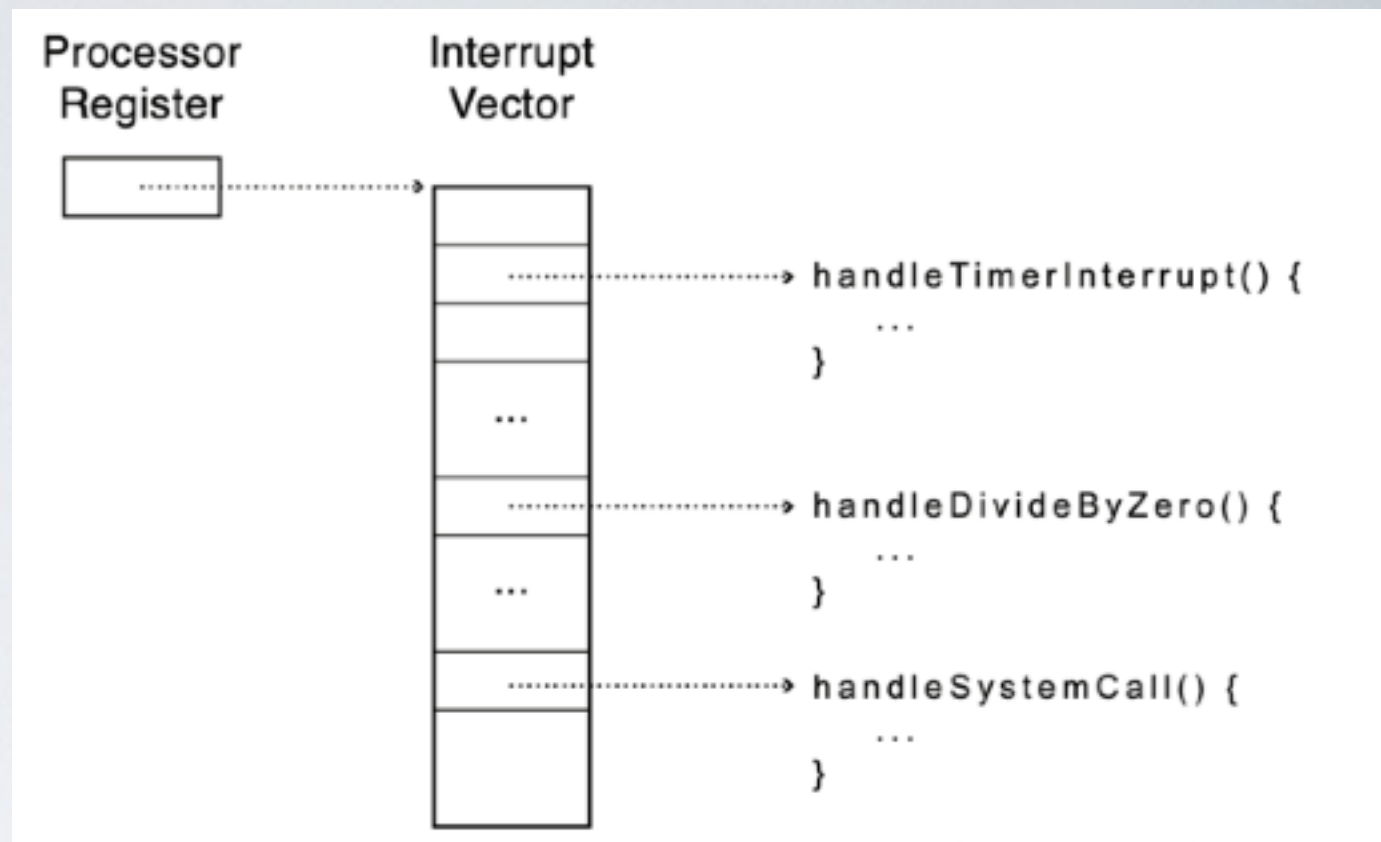 Processor
Register
Interrupt
Vector
handleTimerInterrupt() {
...
}
...
handleDivideByZero() {
...
}
...
handleSystemCall() {
...
}